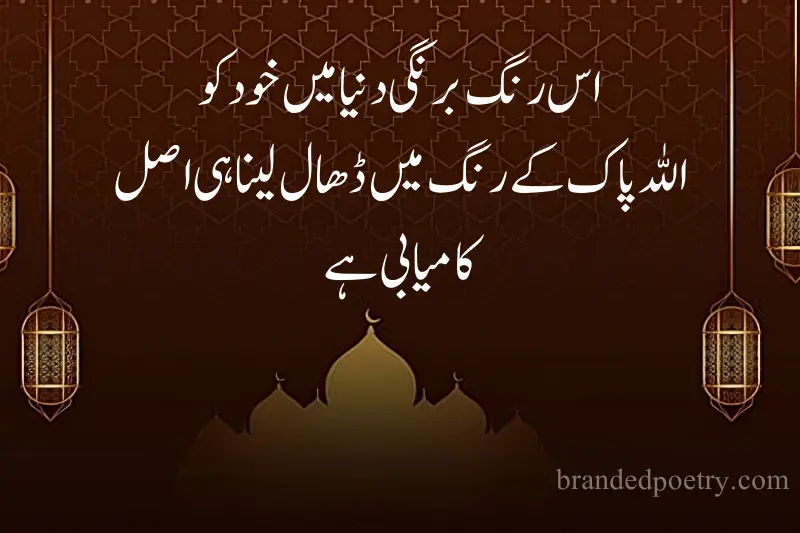 اس رنگ برنگی دنیا میں خود کو
اللہ پاک کے رنگ میں ڈھال لینا ہی اصل
کامیابی ہے
brandedpoetry.com